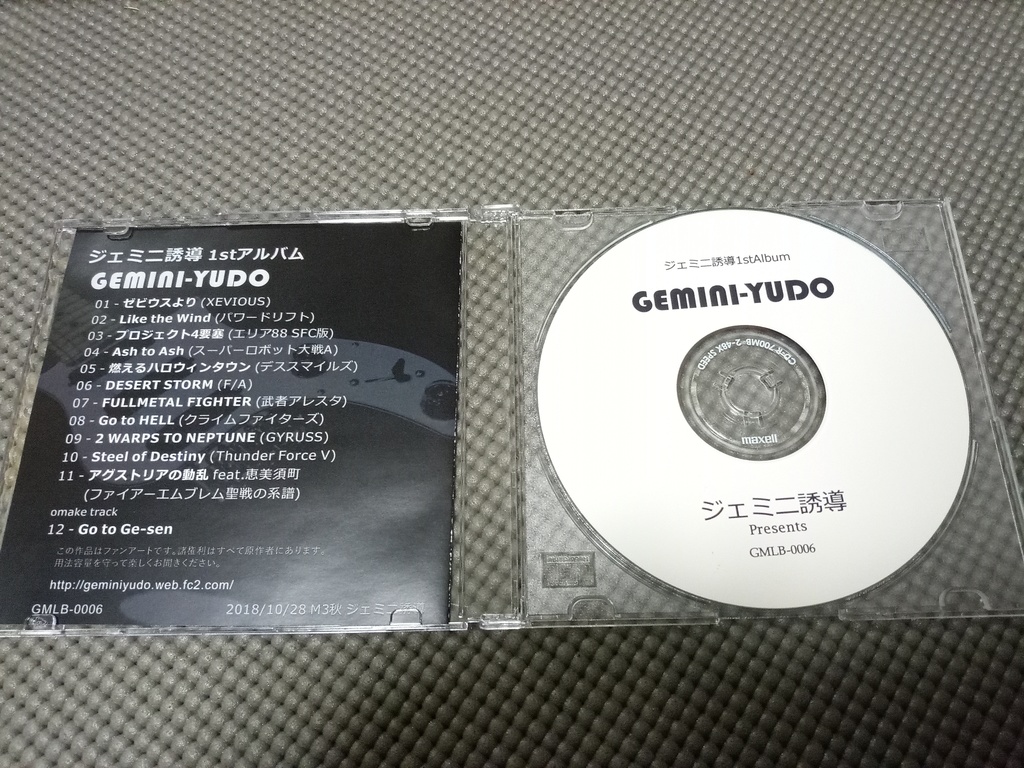 ジェミニ誘導 1stアルバム
GEMINI-YUDO
01 - ゼビウスより (XEVIOUS)
02 - Like the Wind (パワードリフト)
03 - プロジェクト4要塞 (エリア88 SFC版)
04 - Ash to Ash (スーパーロボット大戦A)
05 - 燃えるハロウィンタウン (デススマイルズ)
06 - DESERT STORM (F/A)
07 - FULLMETAL FIGHTER (武者アレスタ)
08 - Go to HELL (クライムファイターズ)
09 - 2 WARPS TO NEPTUNE (GYRUSS)
10 - Steel of Destiny (Thunder Force V)
11 - アグストリアの動乱 feat.恵美須町
(ファイアーエムブレム聖戦の系譜)
omake track
12 - Go to Ge-sen
この作品はファンアートです。諸権利はすべて原作者にあります。
用法容量を守って楽しくお聞きください。
http://geminiyudo.web.fc2.com/
GMLB-0006
2018/10/28 M3秋 ジェミニ
ジェミニ誘導1stAlbum
GEMINI-YUDO
CD-R 700MB 2-48X SPEED
maxell
ジェミニ誘導
Presents
GMLB-0006